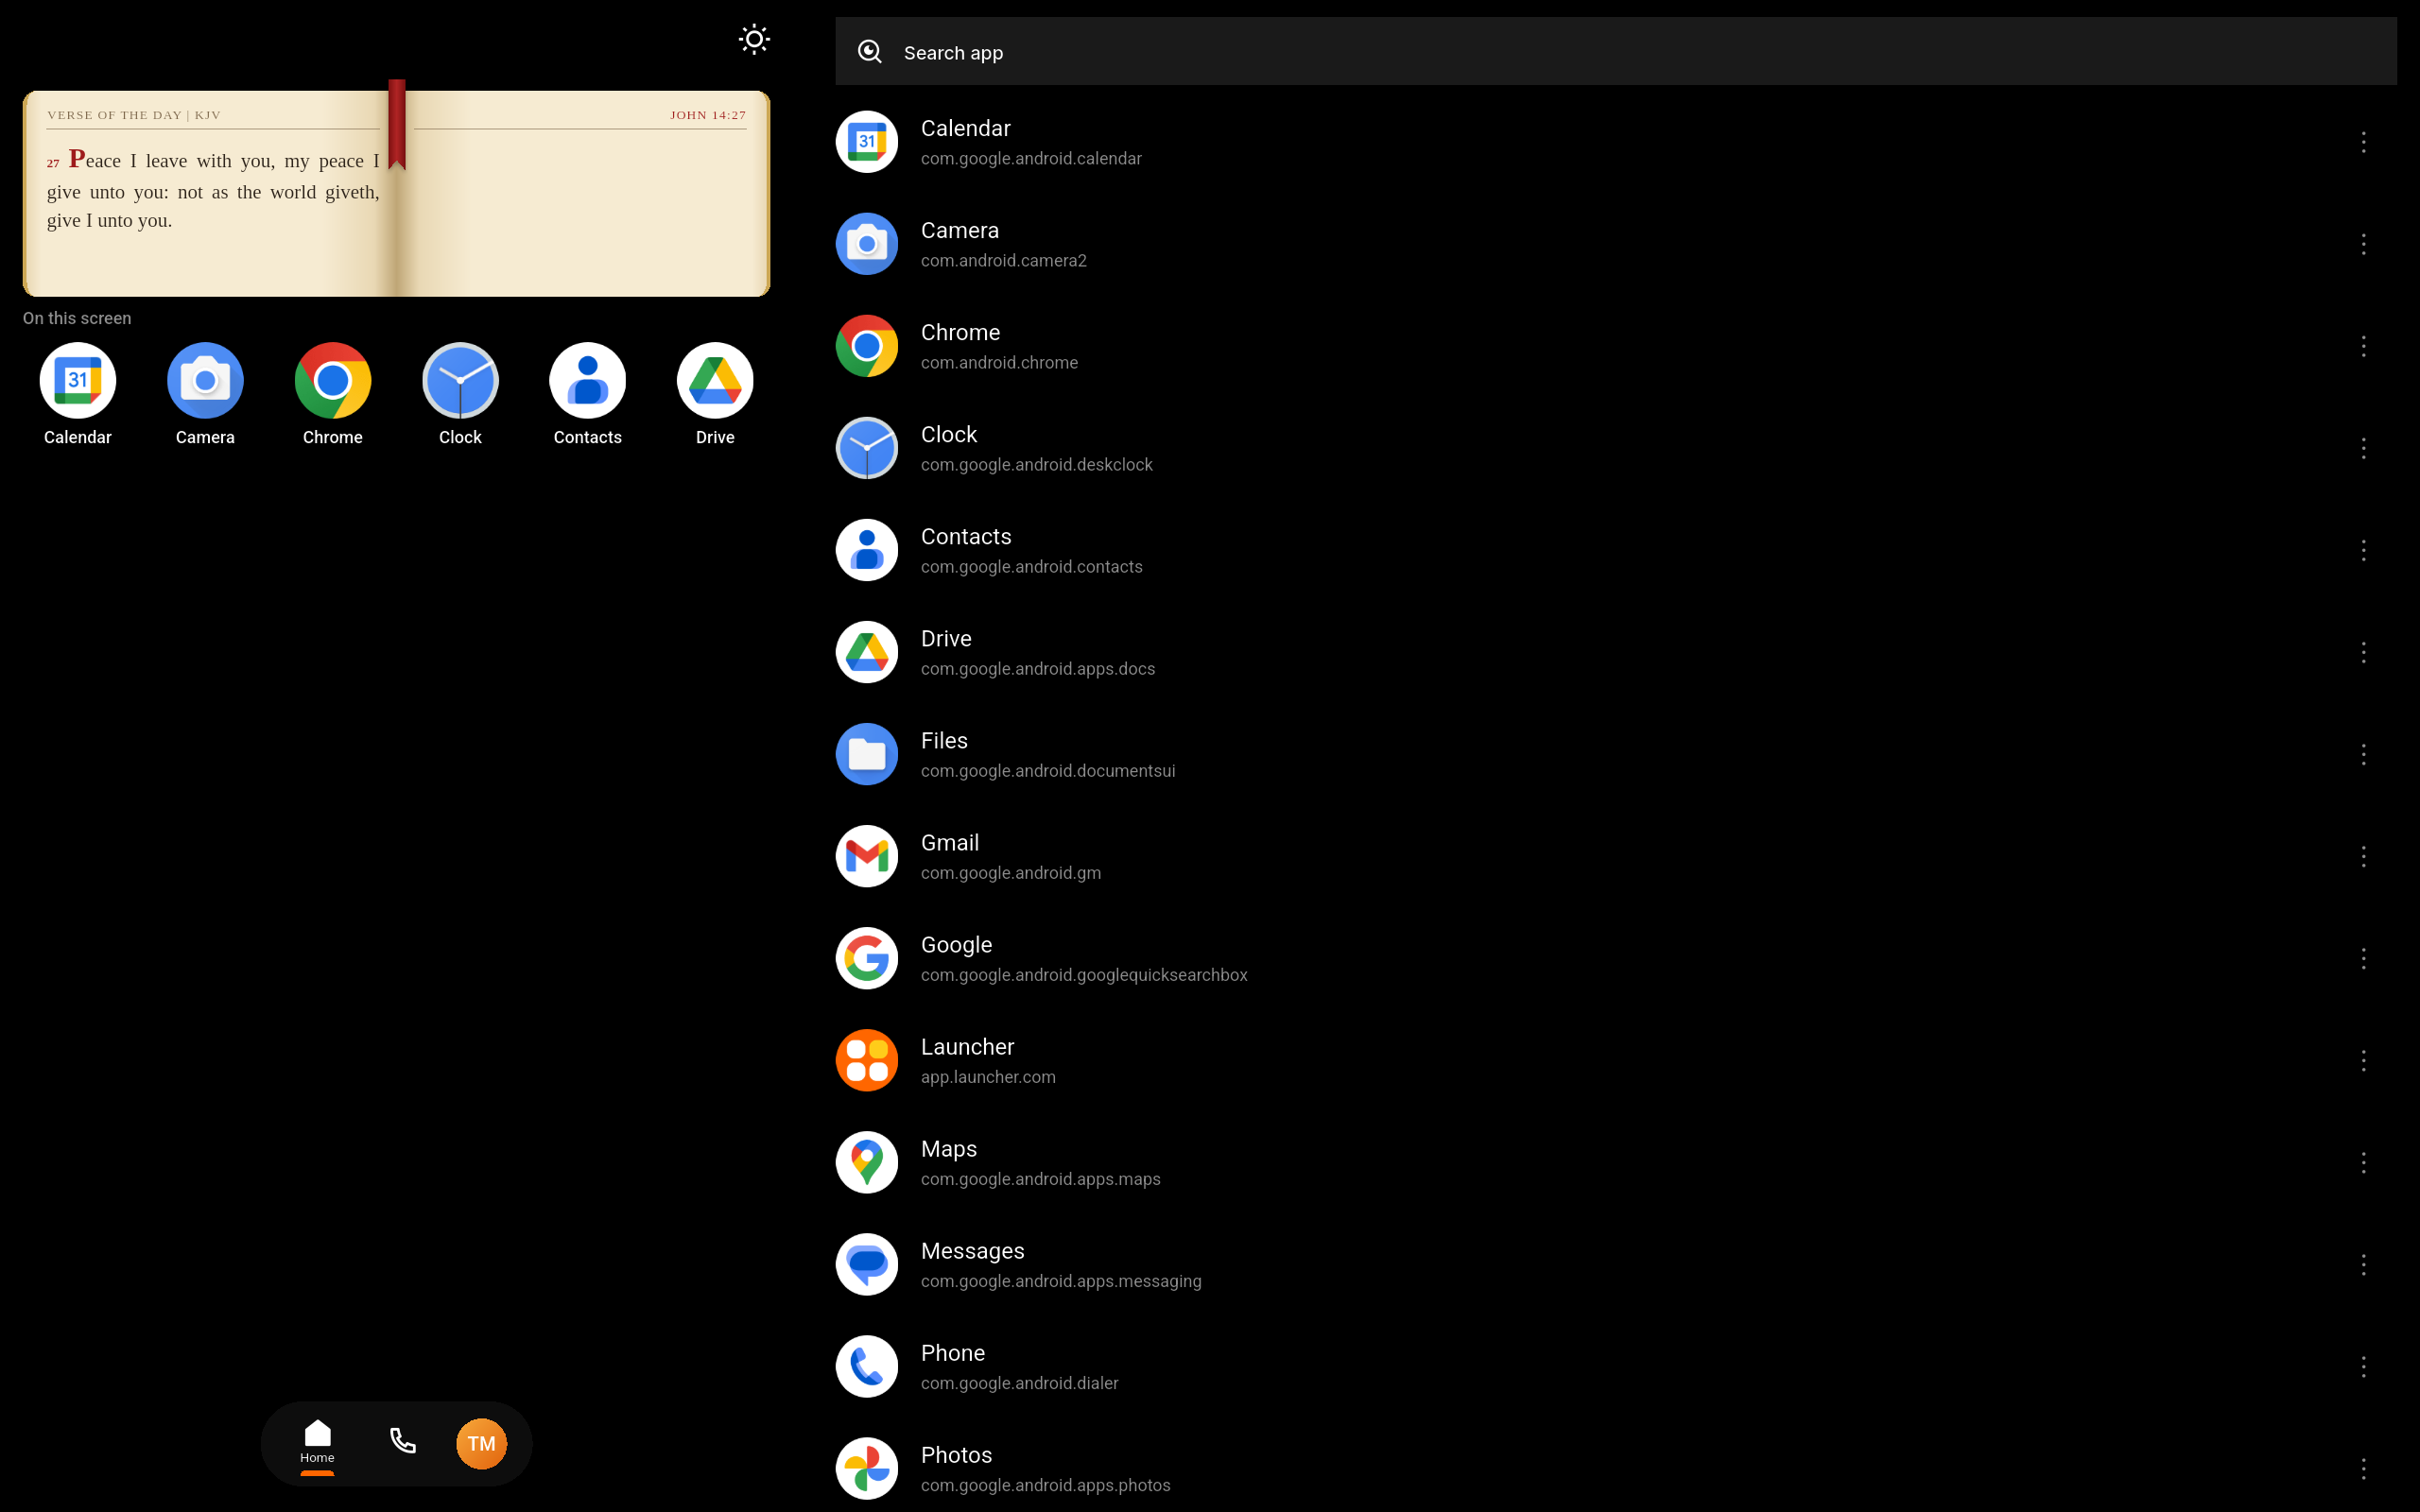 VERSE OF THE DAY | KJV
JOHN 14:27
27 Peace I leave with you, my peace I
give unto you: not as the world giveth,
give I unto you.
On this screen
31
Calendar
Camera
Chrome
Clock
Contacts
Drive
Home
TM
Search app
31
Calendar
com.google.android.calendar
Camera
com.android.camera2
Chrome
com.android.chrome
Clock
com.google.android.deskclock
Contacts
com.google.android.contacts
Drive
com.google.android.apps.docs
Files
com.google.android.documentsui
Gmail
com.google.android.gm
Google
com.google.android.googlequicksearchbox
Launcher
app.launcher.com
Maps
com.google.android.apps.maps
Messages
com.google.android.apps.messaging
Phone
com.google.android.dialer
Photos
com.google.android.apps.photos